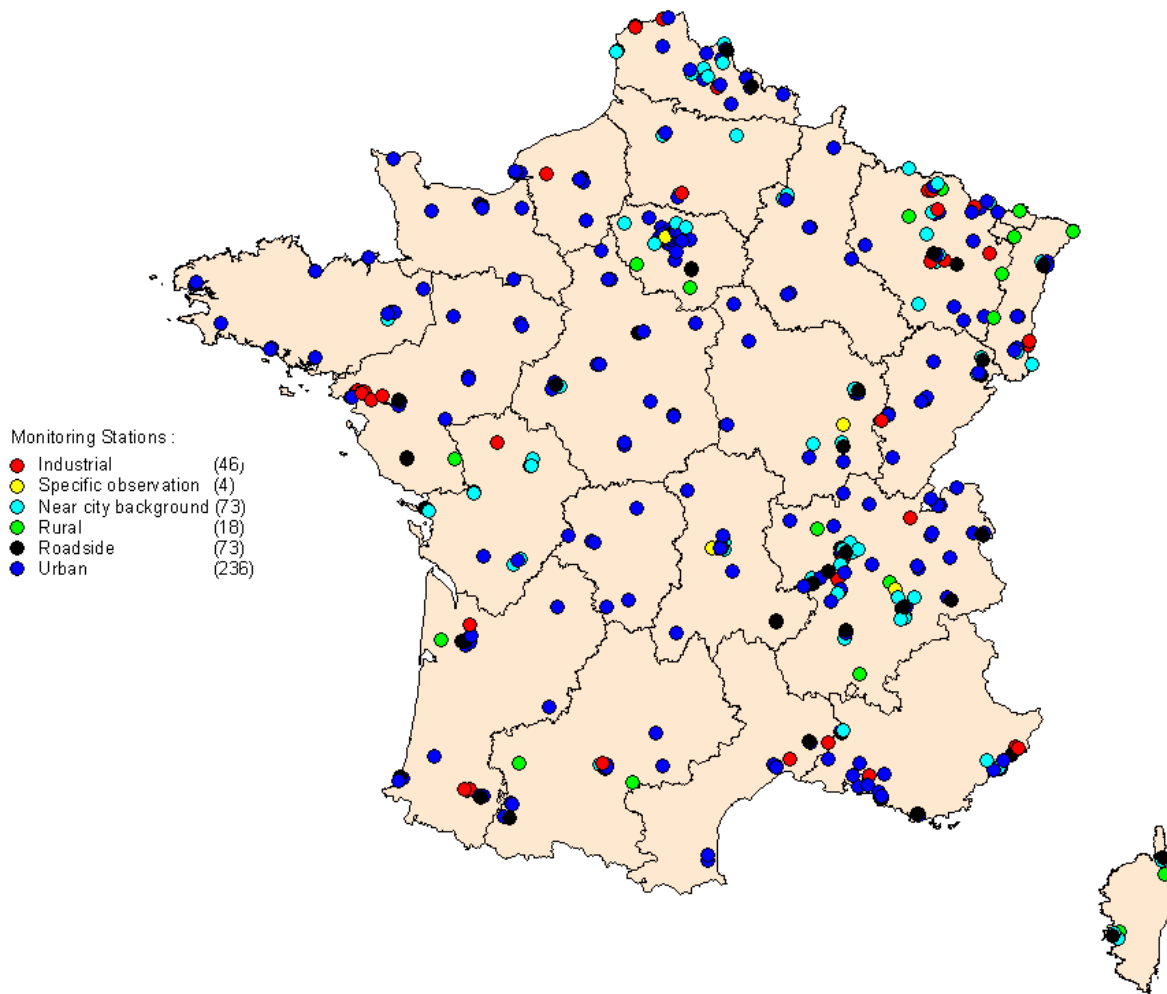 Monitoring Stations :
Industrial (46)
Specific observation (4)
Near city background (73)
Rural (18)
Roadside (73)
Urban (236)